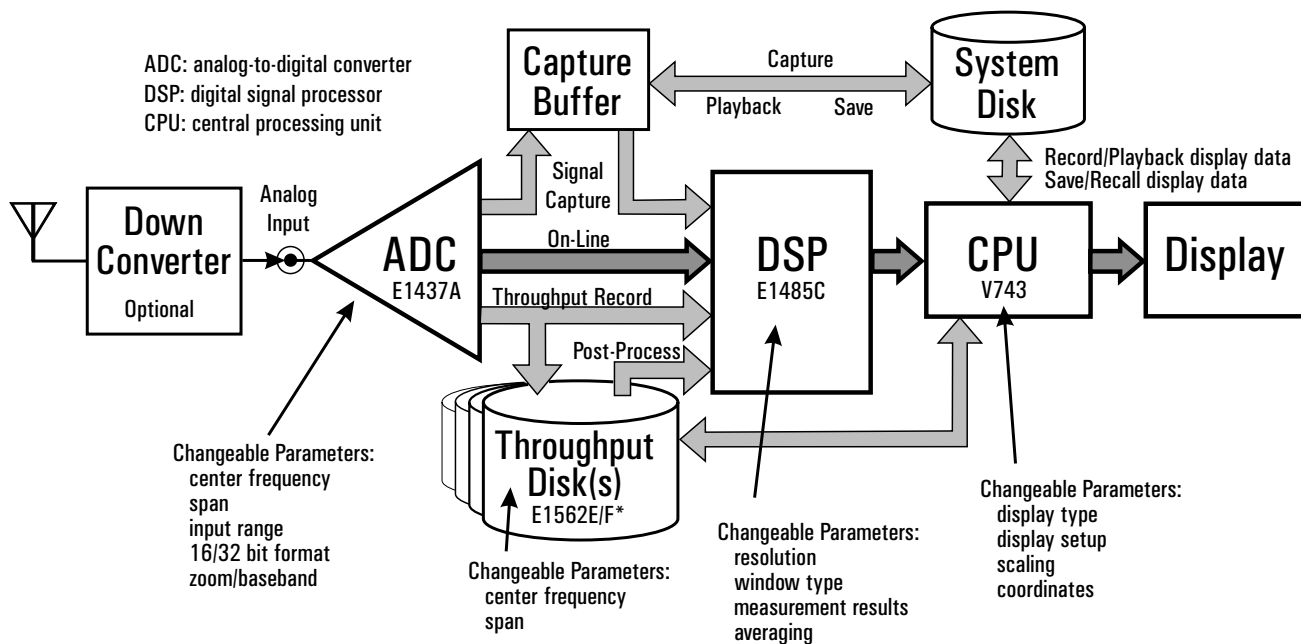 ADC: analog-to-digital converter
DSP: digital signal processor
CPU: central processing unit
Capture
Buffer
Capture
Playback
Save
System
Disk
Record/Playback display data
Save/Recall display data
Signal
Capture
Down
Converter
Optional
Analog
Input
ADC
E1437A
On-Line
Throughput Record
Post-Process
DSP
E1485C
CPU
V743
Display
Throughput
Disk(s)
E1562E/F*
Changeable Parameters:
center frequency
span
input range
16/32 bit format
zoom/baseband
Changeable Parameters:
center frequency
span
Changeable Parameters:
resolution
window type
measurement results
averaging
Changeable Parameters:
display type
display setup
scaling
coordinates